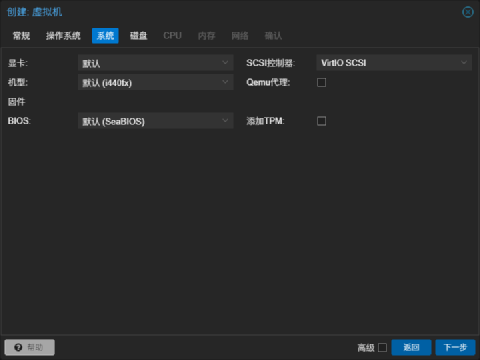 创建: 虚拟机
常规 操作系统 系统 磁盘 CPU 内存 网络 确认
显卡: 默认 SCSI控制器: VirtIO SCSI
机型: 默认 (i440fx) Qemu代理:
固件
BIOS: 默认 (SeaBIOS) 添加TPM:
帮助 高级 返回 下一步